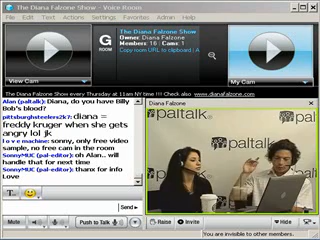 The Diana Falzone Show - Voice Room
File Edit Text Actions Settings Favorites Admin Help
G
ROOM
The Diana Falzone Show
Owner: Diana Falzone
Members: 16 | Cams: 1
Copy room URL to clipboard | A
View Cam
My Cam
The Diana Falzone Show every Thursday at 11am NY time !!! Check also www.dianafalzone.com
Alan (paltalk): Diana, do you have Billy
Bob's blood?
pittsburghsteelers2k7: diana =
freddy kruger when she gets
angry lol jk
l o v e machine: sonny, only free video
sample, no free cam in the room
SonnyMUC (pal-editor): oh Alan.. will
handle that for next time
SonnyMUC (pal-editor): thanx for info
Love
Diana Falzone
paltalk
paltalk
T
Send
Mute
Push to Talk
Raise
Invite
Hide
You are invisible to other members.